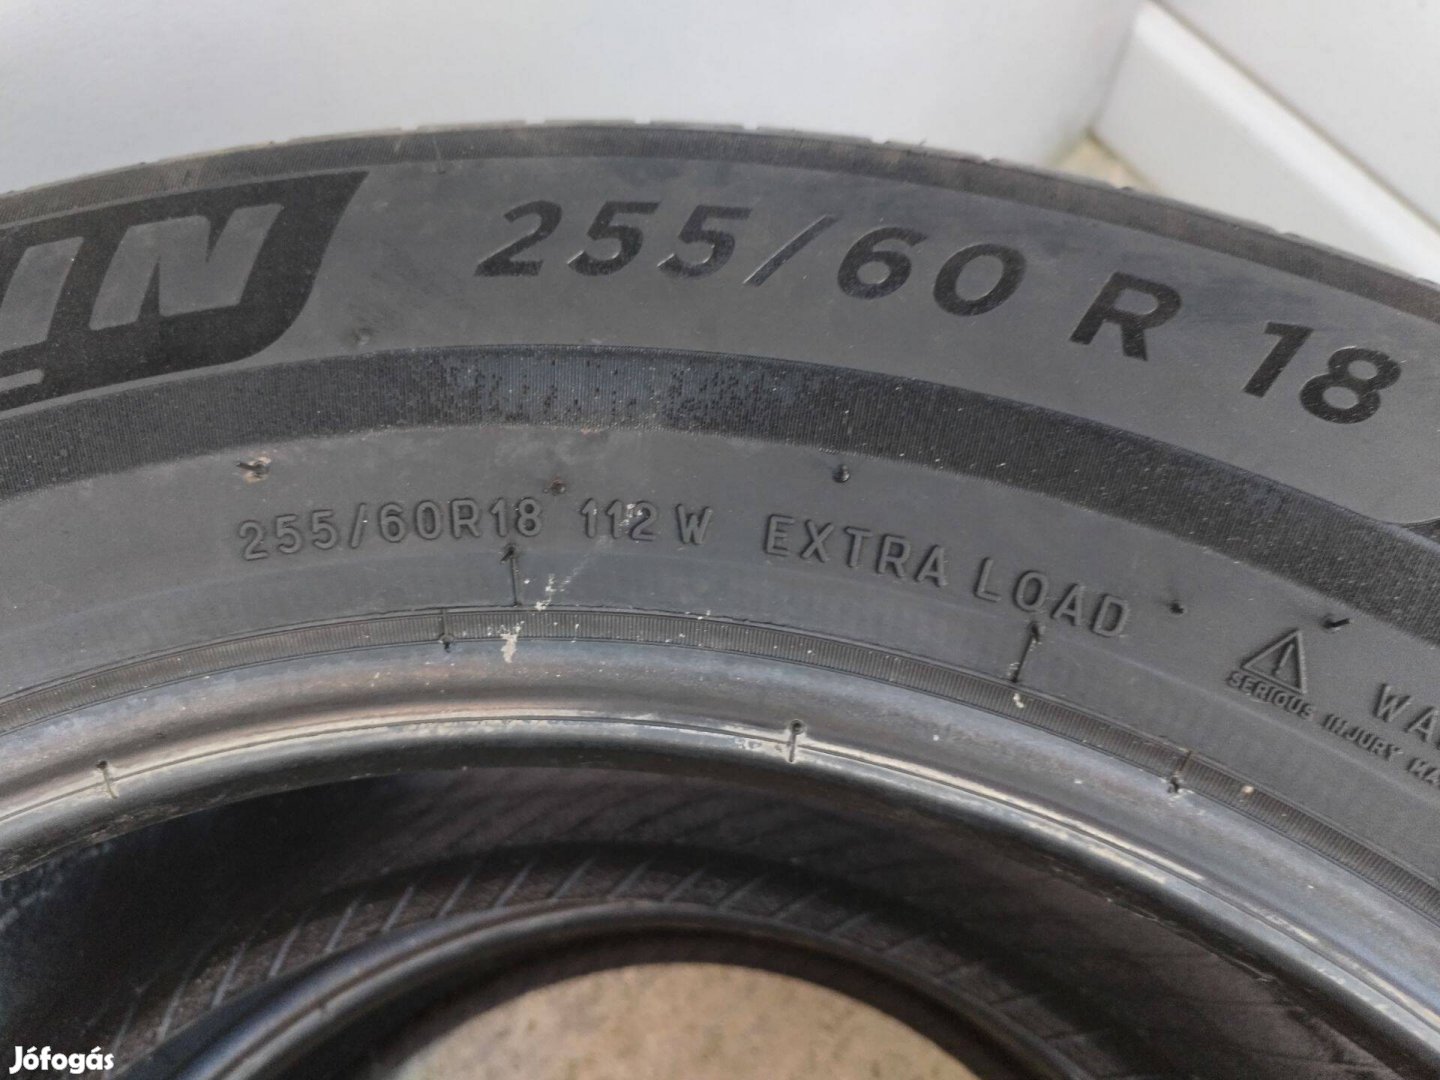 255/60 R 18
255/60R18 112 W EXTRA LOAD
SERIOUS INJURY
Jófogás